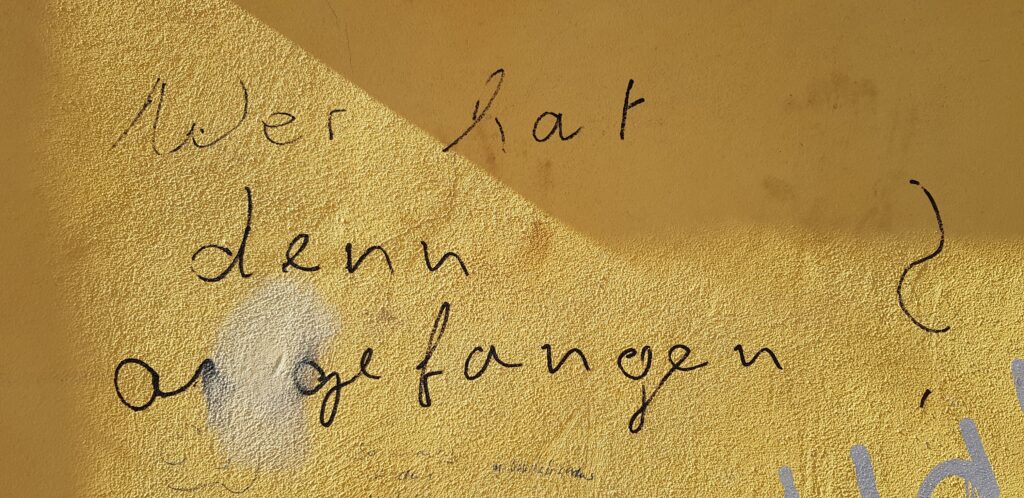 Wer hat
denn
angefangen ?